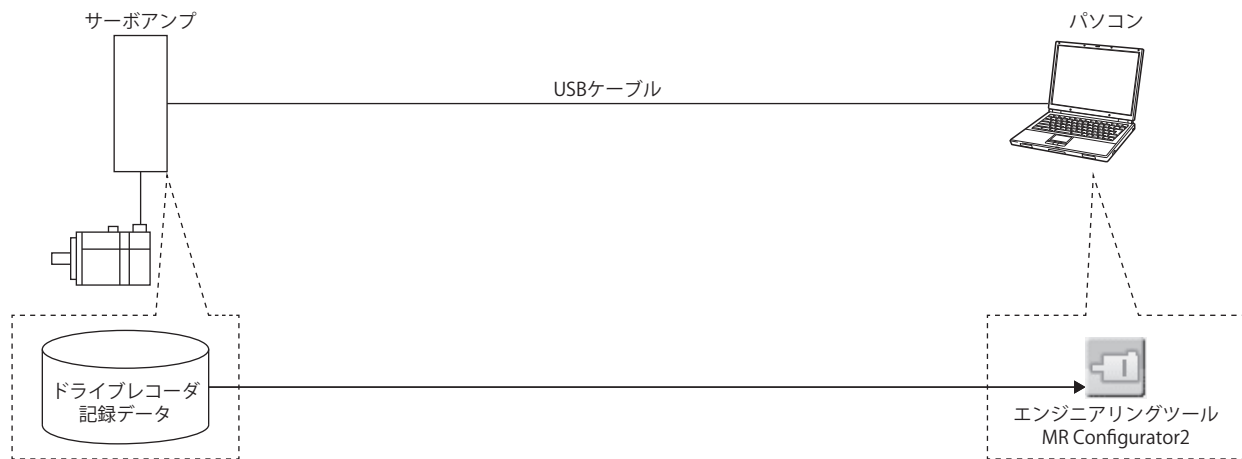 サーボアンプ
パソコン
USBケーブル
ドライブレコーダ
記録データ
エンジニアリングツール
MR Configurator2